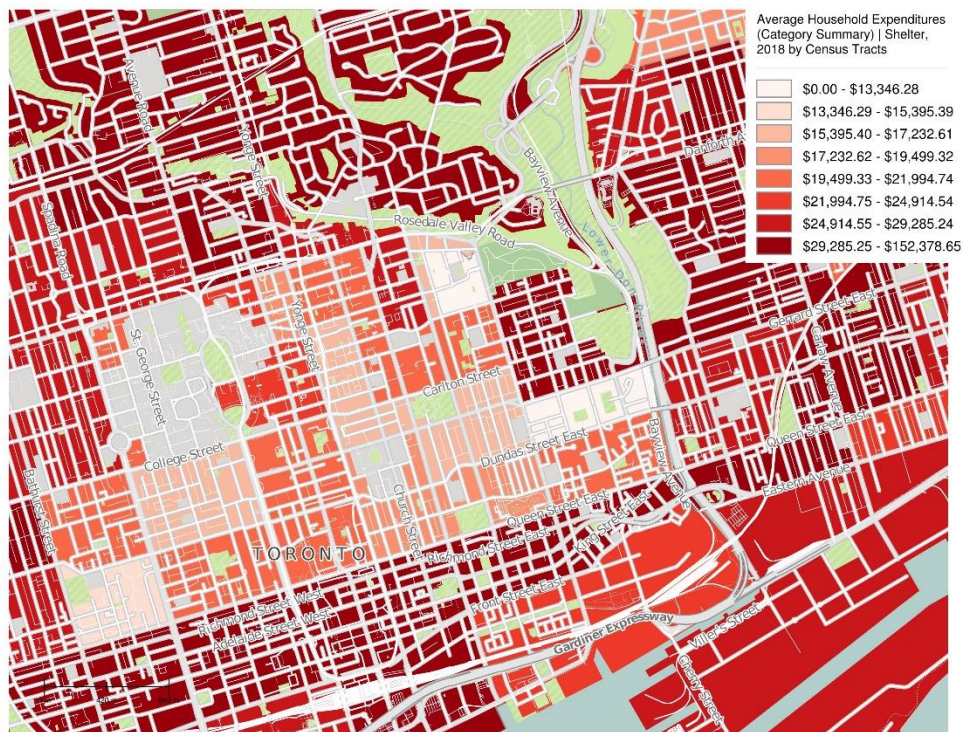 Average Household Expenditures
(Category Summary) | Shelter,
2018 by Census Tracts
$0.00 - $13,346.28
$13,346.29 - $15,395.39
$15,395.40 - $17,232.61
$17,232.62 - $19,499.32
$19,499.33 - $21,994.74
$21,994.75 - $24,914.54
$24,914.55 - $29,285.24
$29,285.25 - $152,378.65
Avenue Road
Yonge Street
Bayview Avenue
Danforth A
Spadina Road
Rosedale Valley Road
Lower Don
Gerrard Street East
Yonge Street
St. George Street
Carlaw Avenue
Carlton Street
College Street
Dundas Street East
Bayview Avenue
Queen Street East
Bathurst Street
Church Street
Queen Street East
Eastern Avenue
King Street East
TORONTO
Richmond Street East
Richmond Street West
Adelaide Street West
Front Street East
Gardiner Expressway
Villier's Street
Cherry Street